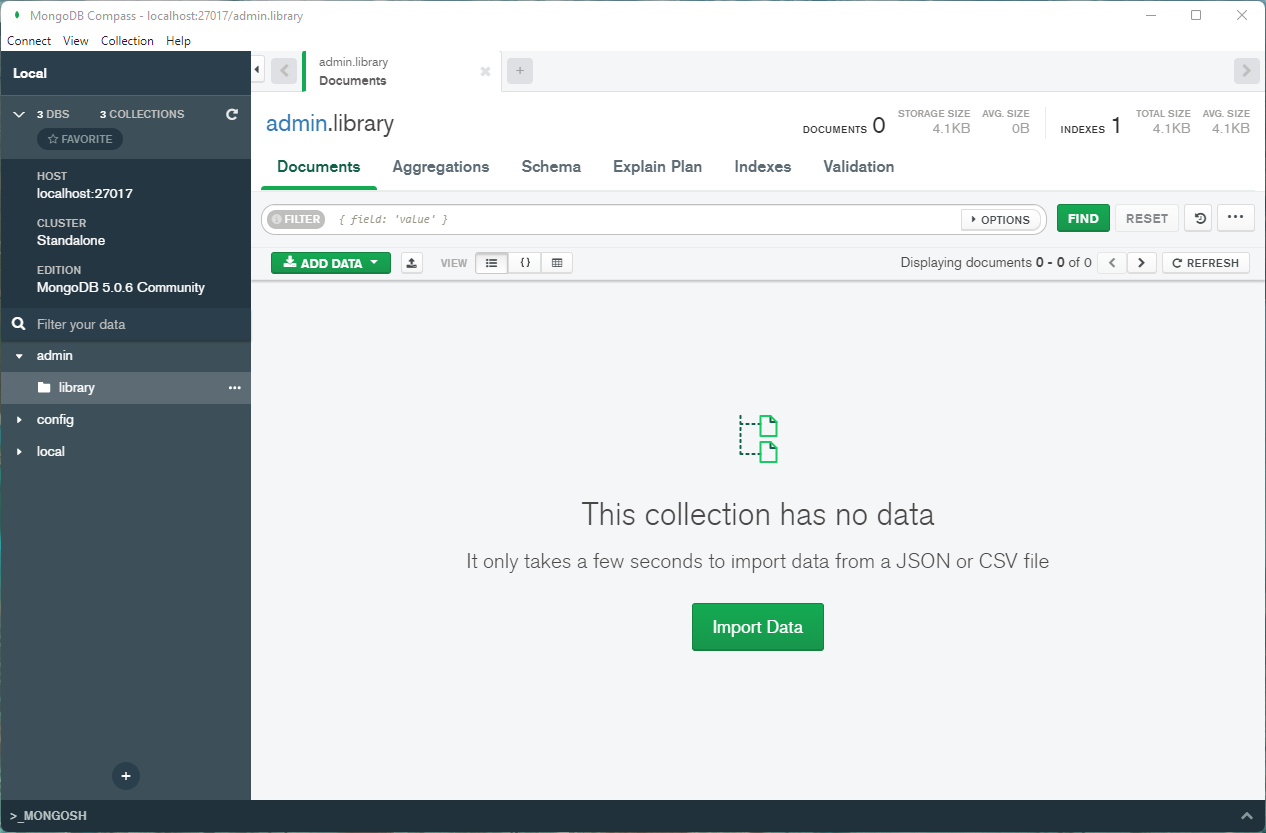 MongoDB Compass - localhost:27017/admin.library
Connect View Collection Help
Local
3 DBS 3 COLLECTIONS
FAVORITE
HOST
localhost:27017
CLUSTER
Standalone
EDITION
MongoDB 5.0.6 Community
Filter your data
admin
library
config
local
>_MONGOSH
admin.library
Documents
admin.library
DOCUMENTS 0
STORAGE SIZE
4.1KB
AVG. SIZE
0B
INDEXES 1
TOTAL SIZE
4.1KB
AVG. SIZE
4.1KB
Documents Aggregations Schema Explain Plan Indexes Validation
FILTER { field: 'value' } OPTIONS FIND RESET
ADD DATA VIEW {} Displaying documents 0 - 0 of 0 REFRESH
This collection has no data
It only takes a few seconds to import data from a JSON or CSV file
Import Data